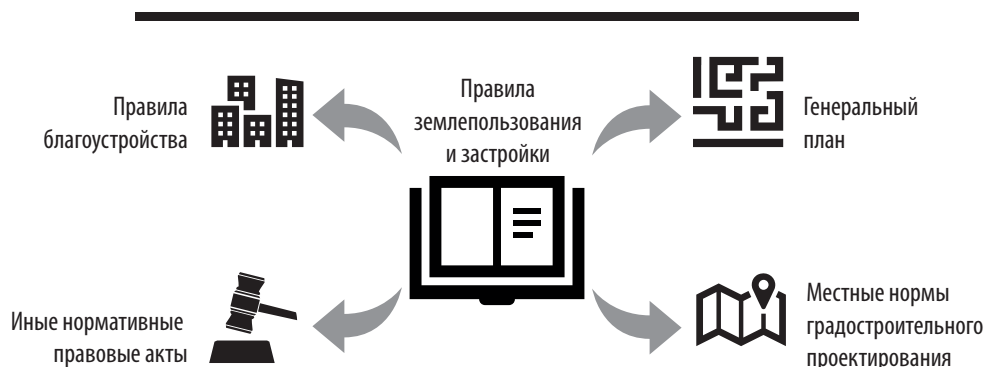 Правила
благоустройства
Правила
землепользования
и застройки
Генеральный
план
Иные нормативные
правовые акты
Местные нормы
градостроительного
проектирования